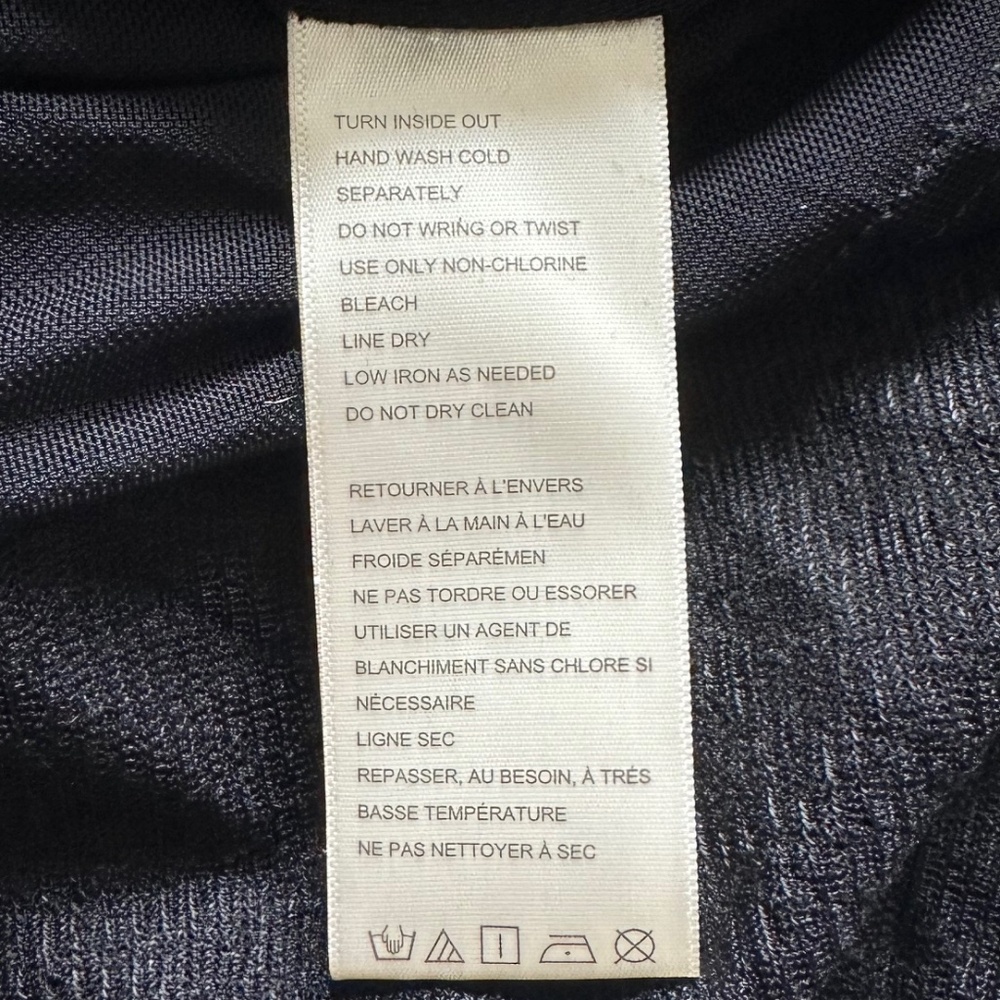 TURN INSIDE OUT
HAND WASH COLD
SEPARATELY
DO NOT WRING OR TWIST
USE ONLY NON-CHLORINE
BLEACH
LINE DRY
LOW IRON AS NEEDED
DO NOT DRY CLEAN
RETOURNER À L'ENVERS
LAVER À LA MAIN À L'EAU
FROIDE SÉPARÉMEN
NE PAS TORDRE OU ESSORER
UTILISER UN AGENT DE
BLANCHIMENT SANS CHLORE SI
NÉCESSAIRE
LIGNE SEC
REPASSER, AU BESOIN, À TRÉS
BASSE TEMPÉRATURE
NE PAS NETTOYER À SEC